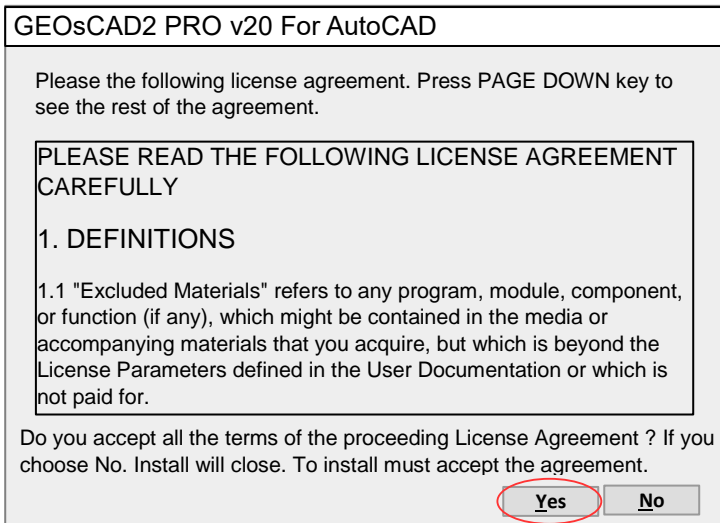 GEOsCAD2 PRO v20 For AutoCAD
Please the following license agreement. Press PAGE DOWN key to
see the rest of the agreement.
PLEASE READ THE FOLLOWING LICENSE AGREEMENT
CAREFULLY
1. DEFINITIONS
1.1 "Excluded Materials" refers to any program, module, component,
or function (if any), which might be contained in the media or
accompanying materials that you acquire, but which is beyond the
License Parameters defined in the User Documentation or which is
not paid for.
Do you accept all the terms of the proceeding License Agreement ? If you
choose No. Install will close. To install must accept the agreement.
Yes No